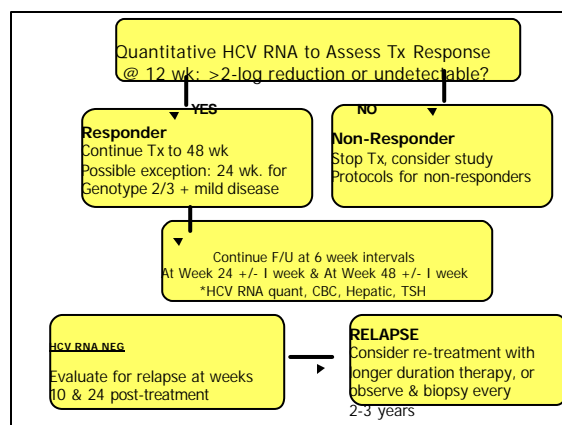 Quantitative HCV RNA to Assess Tx Response
@ 12 wk: >2-log reduction or undetectable?
YES
NO
Responder
Continue Tx to 48 wk
Possible exception: 24 wk. for
Genotype 2/3 + mild disease
Non-Responder
Stop Tx, consider study
Protocols for non-responders
Continue F/U at 6 week intervals
At Week 24 +/- I week & At Week 48 +/- I week
*HCV RNA quant, CBC, Hepatic, TSH
HCV RNA NEG
Evaluate for relapse at weeks
10 & 24 post-treatment
RELAPSE
Consider re-treatment with
longer duration therapy, or
observe & biopsy every
2-3 years